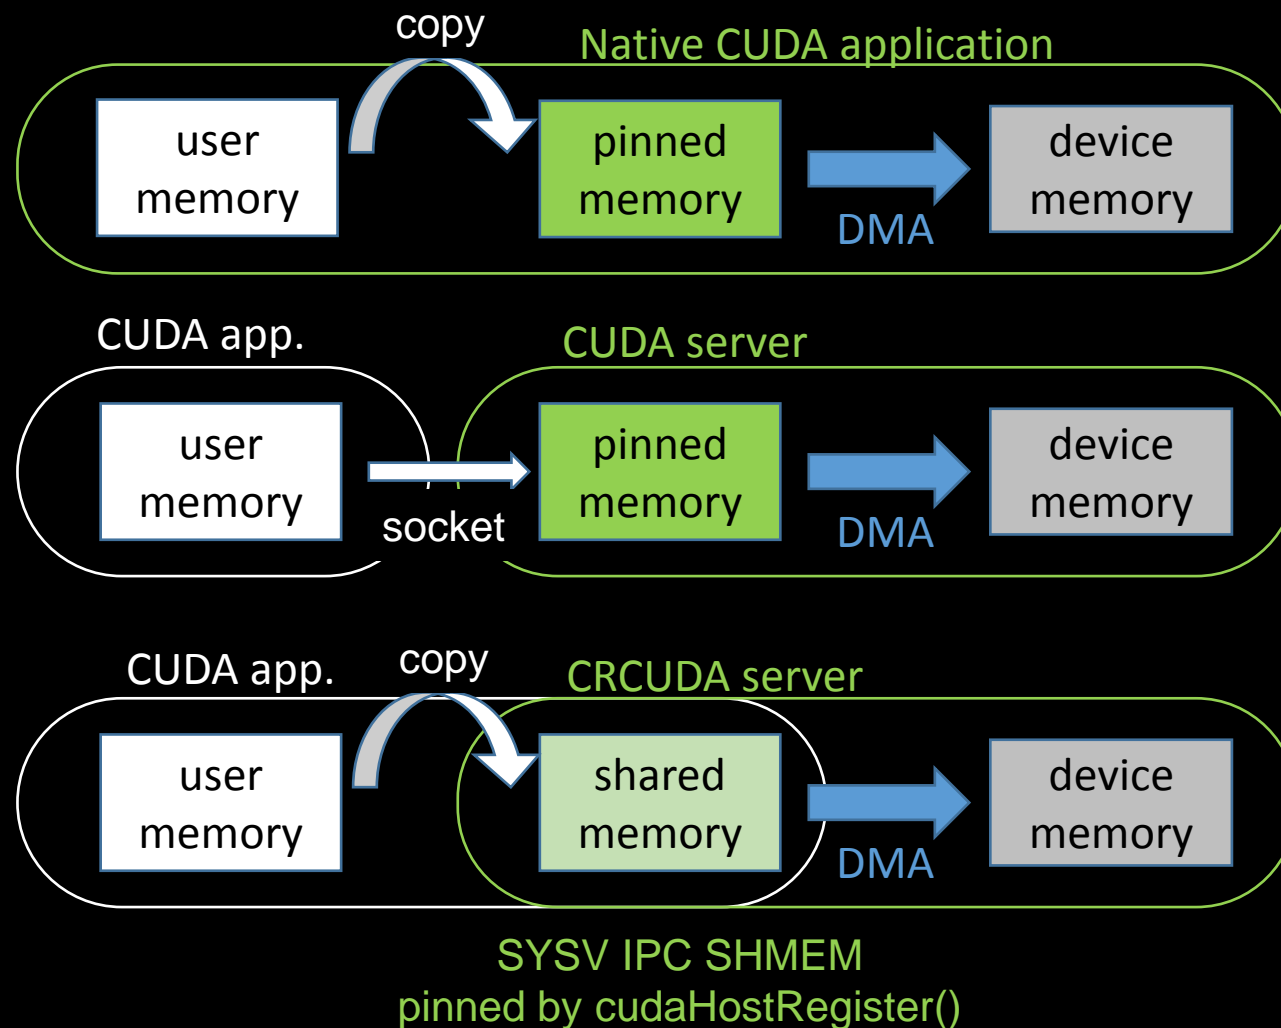 copy
Native CUDA application
user
memory
pinned
memory
DMA
device
memory
CUDA app.
CUDA server
user
memory
socket
pinned
memory
DMA
device
memory
CUDA app.
copy
CRCUDA server
user
memory
shared
memory
DMA
device
memory
SYSV IPC SHMEM
pinned by cudaHostRegister()